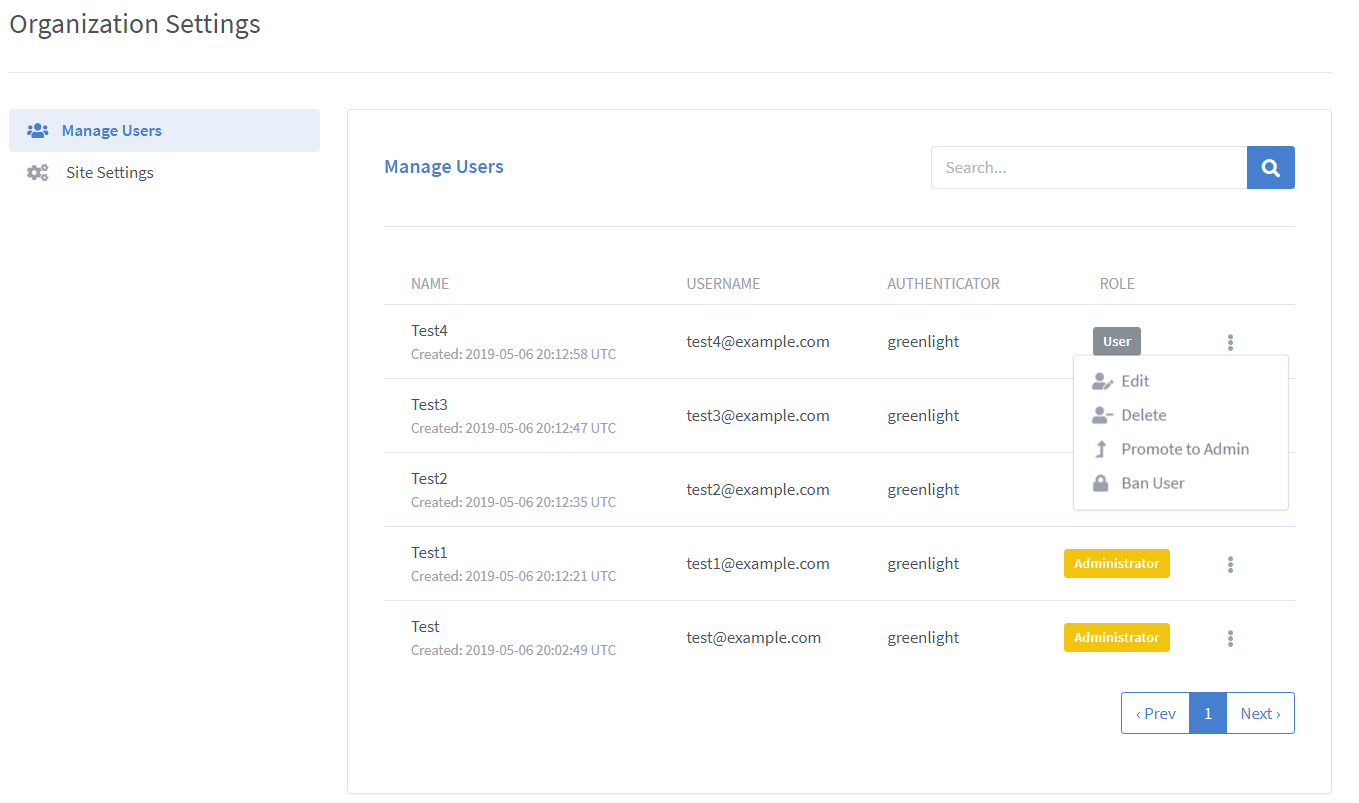 Organization Settings
Manage Users
Site Settings
Manage Users
Search...
NAME USERNAME AUTHENTICATOR ROLE
Test4
Created: 2019-05-06 20:12:58 UTC
test4@example.com greenlight User
Edit
Delete
Promote to Admin
Ban User
Test3
Created: 2019-05-06 20:12:47 UTC
test3@example.com greenlight
Test2
Created: 2019-05-06 20:12:35 UTC
test2@example.com greenlight
Test1
Created: 2019-05-06 20:12:21 UTC
test1@example.com greenlight Administrator
Test
Created: 2019-05-06 20:02:49 UTC
test@example.com greenlight Administrator
‹ Prev 1 Next ›